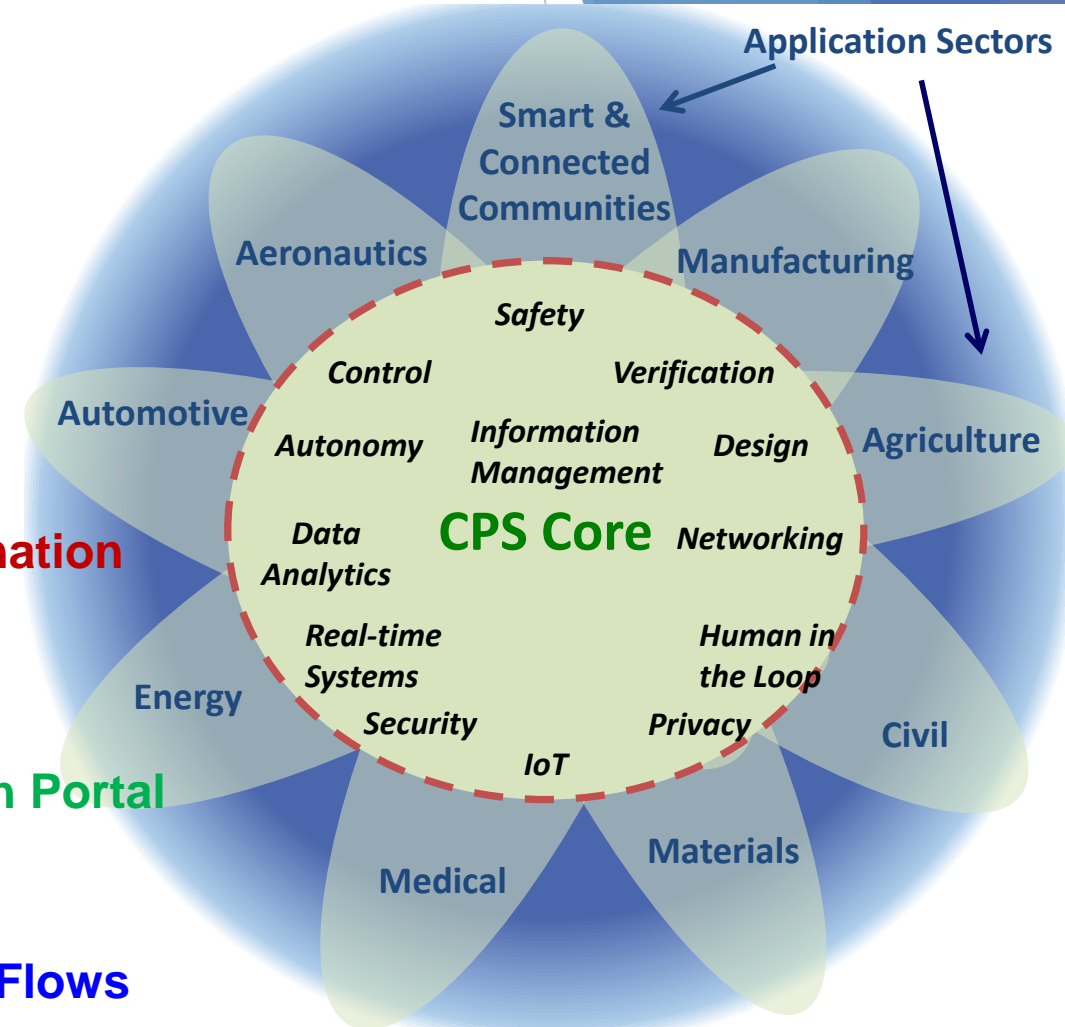 Application Sectors
Smart &
Connected
Communities
Aeronautics
Manufacturing
Safety
Control
Verification
Automotive
Autonomy
Information
Management
Design
Agriculture
Data
Analytics
CPS Core
Networking
nation
Real-time
Systems
Human in
the Loop
Energy
Security
Privacy
Civil
IoT
n Portal
Medical
Materials
Flows